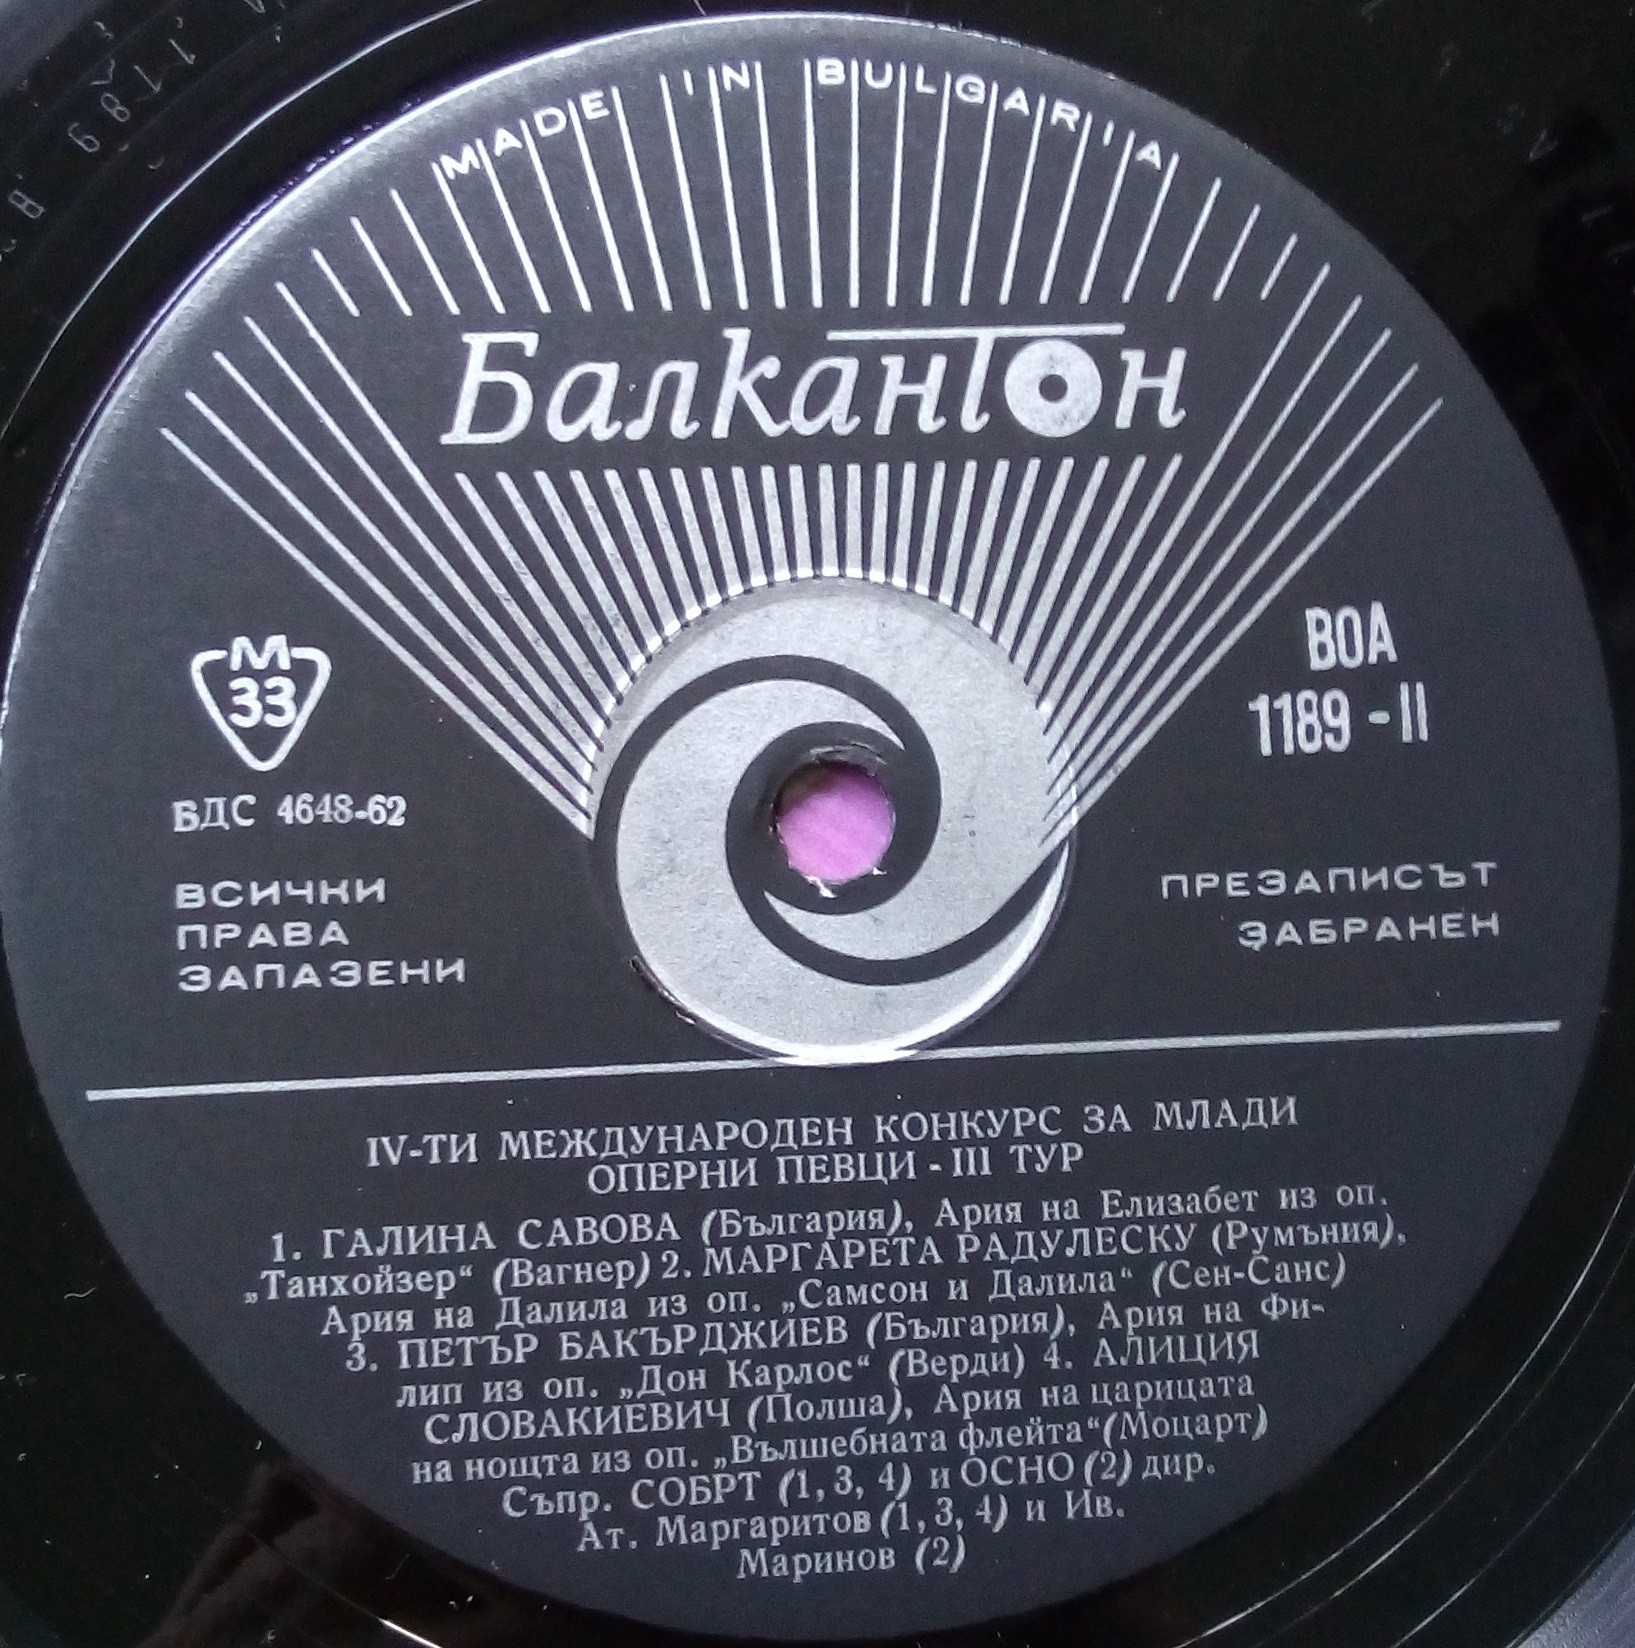 MADE IN BULGARIA
Балкантон
М
33
ВОА
1189 - II
БДС 4648-62
ВСИЧКИ
ПРАВА
ЗАПАЗЕНИ
ПРЕЗАПИСЪТ
ЗАБРАНЕН
IV-ТИ МЕЖДУНАРОДЕН КОНКУРС ЗА МЛАДИ
ОПЕРНИ ПЕВЦИ - III ТУР
1. ГАЛИНА САВОВА (България), Ария на Елизабет из оп.
„Танхойзер“ (Вагнер) 2. МАРГАРЕТА РАДУЛЕСКУ (Румъния),
Ария на Далила из оп. „Самсон и Далила“ (Сен-Санс)
3. ПЕТЪР БАКЪРДЖИЕВ (България), Ария на Фи-
лип из оп. „Дон Карлос“ (Верди) 4. АЛИЦИЯ
СЛОВАКИЕВИЧ (Полша), Ария на царицата
на нощта из оп. „Вълшебната флейта“ (Моцарт)
Съпр. СОБРТ (1, 3, 4) и ОСНО (2) дир.
Ат. Маргаритов (1, 3, 4) и Ив.
Маринов (2)